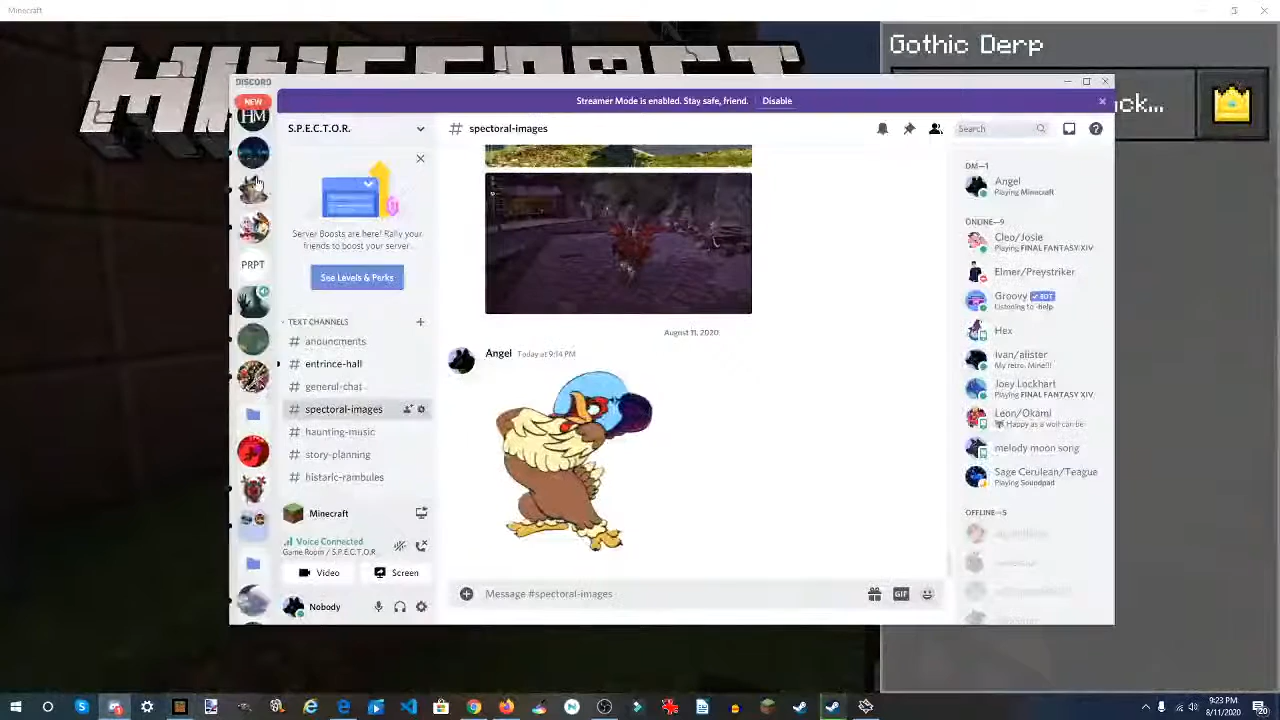 Minecraft
MINECRAFT
Gothic Derp
ck...
DISCORD
NEW
Streamer Mode is enabled. Stay safe, friend.
Disable
HM
S.P.E.C.T.O.R.
# spectoral-images
Search
Server Boosts are here! Rally your
friends to boost your server.
See Levels & Perks
PRPT
TEXT CHANNELS
# anouncments
# entrince-hall
# general-chat
# spectoral-images
# haunting-music
# story-planning
# historic-rambules
Minecraft
Voice Connected
Game Room / S.P.E.C.T.O.R.
Video
Screen
Nobody
August 11, 2020
Angel Today at 9:14 PM
Message #spectoral-images
GIF
DM—1
Angel
Playing Minecraft
ONLINE—9
Cleo/Josie
Playing FINAL FANTASY XIV
Elmer/Preystriker
Groovy BOT
Listening to -help
Hex
Ivan/alister
My retro. Mine!!!
Joey Lockhart
Playing FINAL FANTASY XIV
Leon/Okami
Happy as a wolf can be
melody moon song
Sage Cerulean/Teague
Playing Soundpad
OFFLINE—5
9:23 PM
8/11/2020